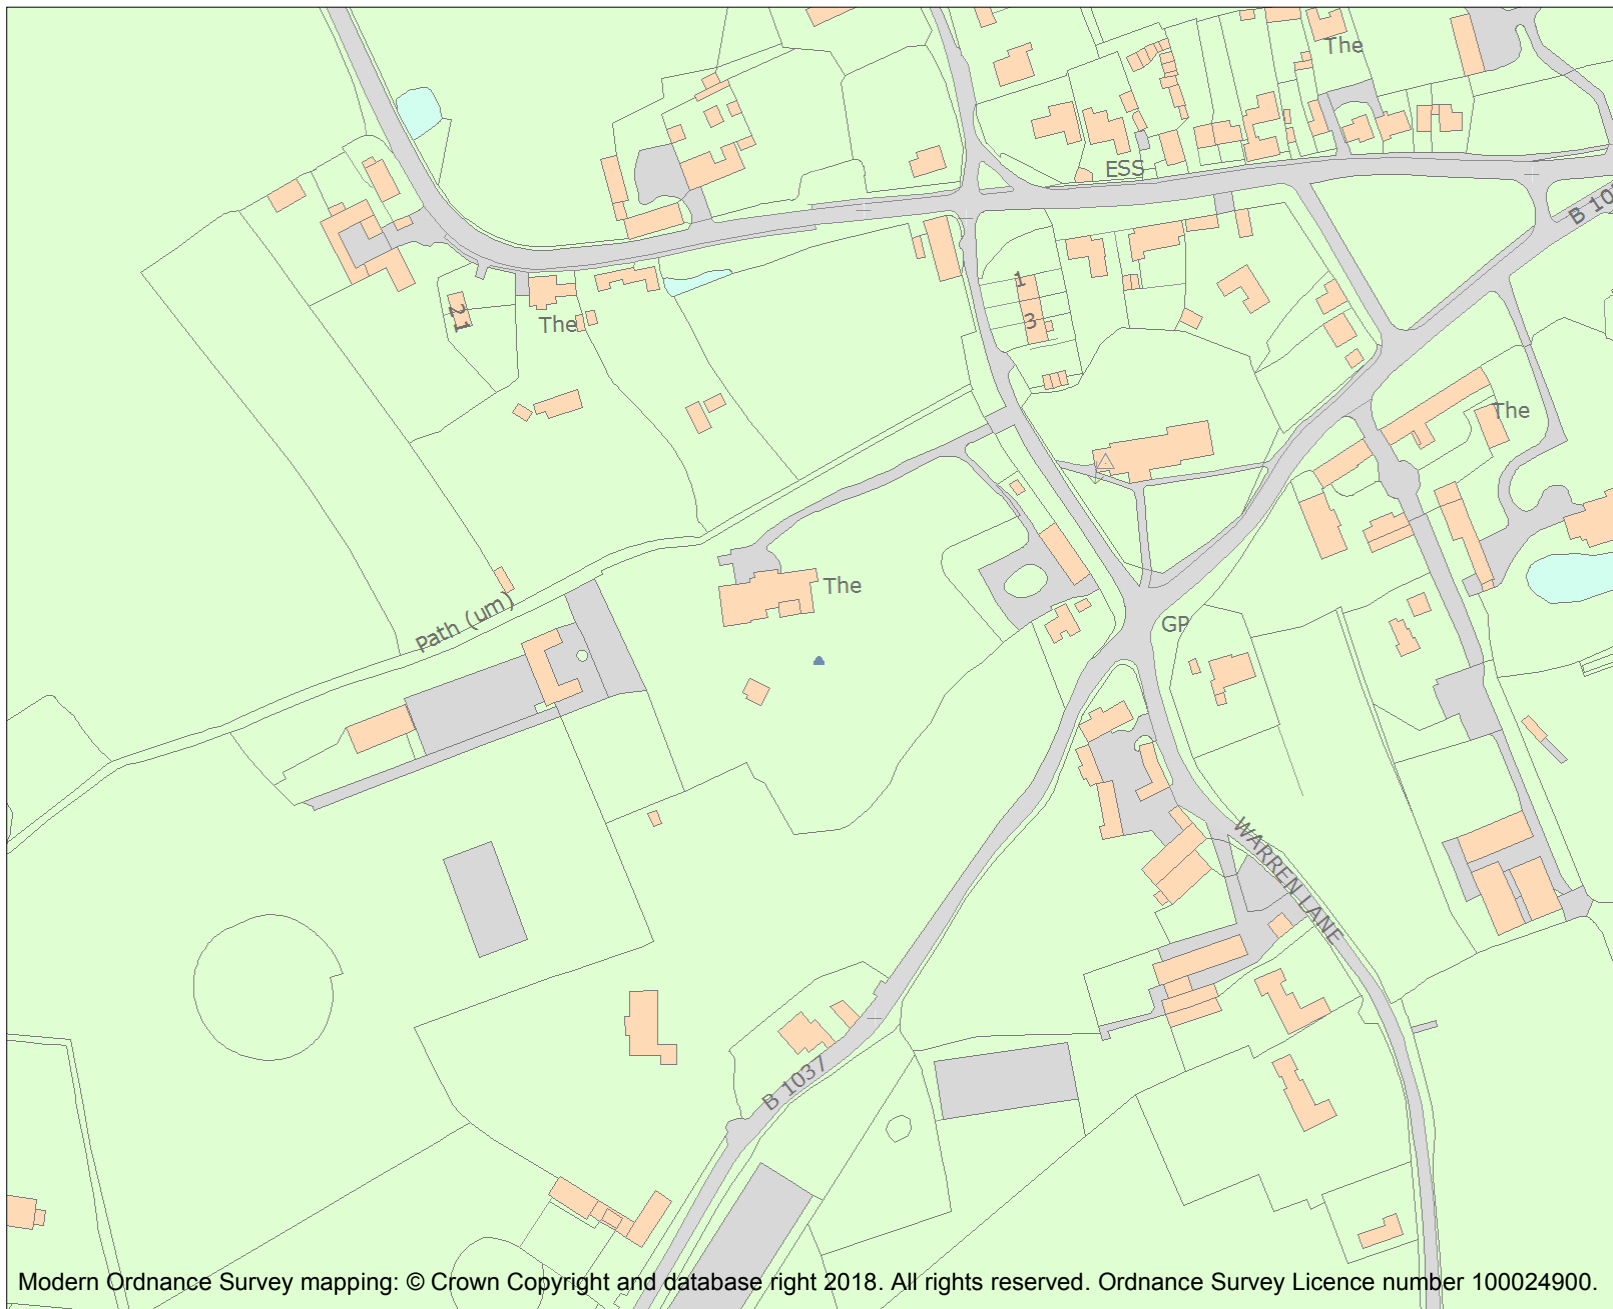 The
ESS
B 10
1
3
21
The
The
Path (um)
The
GP
WARREN LANE
B 1037
Modern Ordnance Survey mapping: © Crown Copyright and database right 2018. All rights reserved. Ordnance Survey Licence number 100024900.